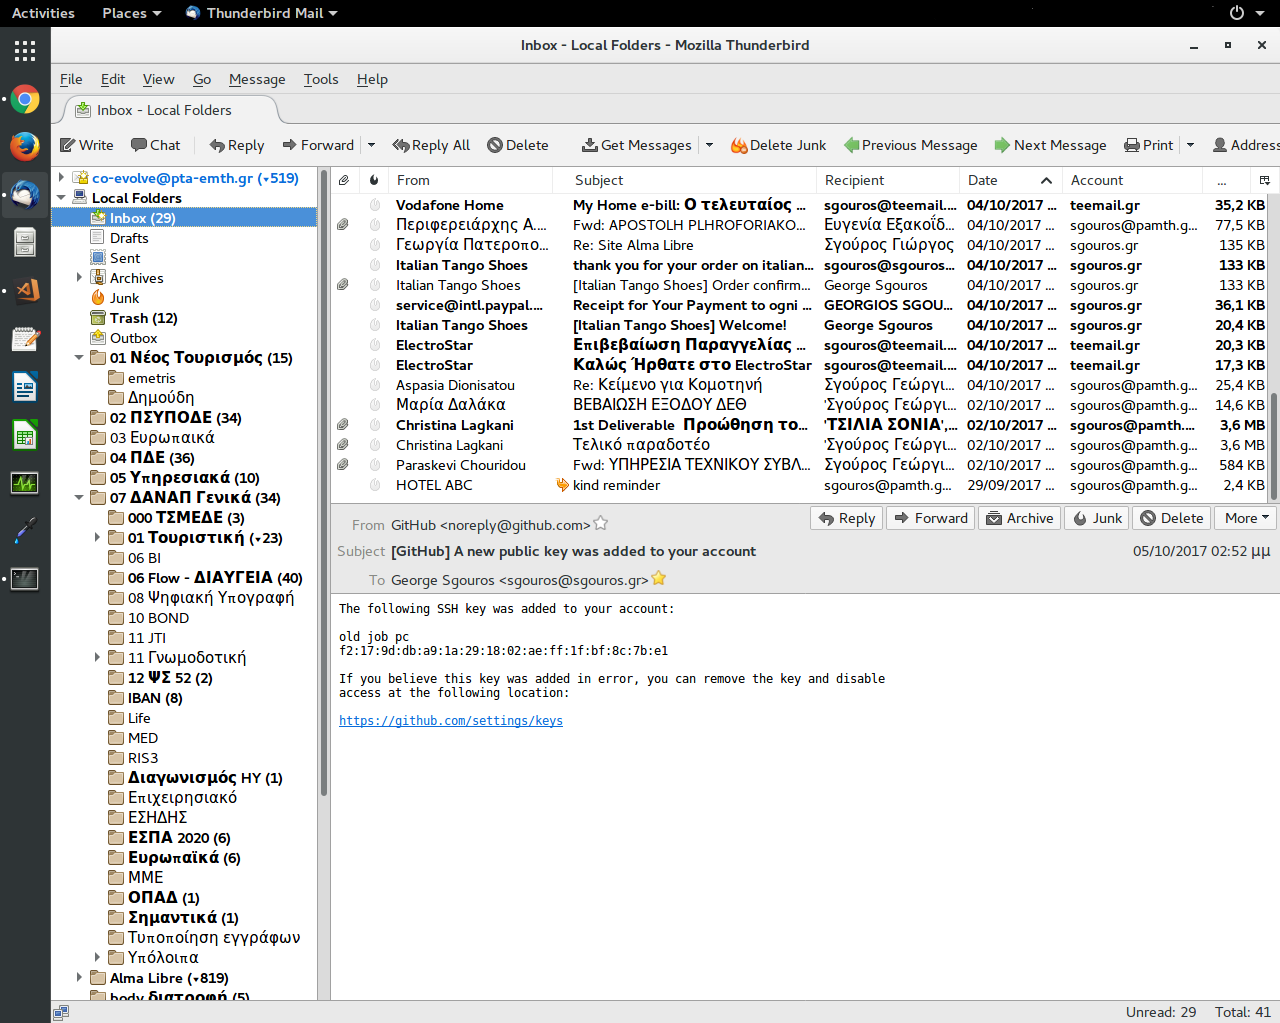 Activities Places Thunderbird Mail
Inbox - Local Folders - Mozilla Thunderbird
File Edit View Go Message Tools Help
Inbox - Local Folders
Write Chat Reply Forward Reply All Delete Get Messages Delete Junk Previous Message Next Message Print Address
co-evolve@pta-emth.gr (519)
Local Folders
Inbox (29)
Drafts
Sent
Archives
Junk
Trash (12)
Outbox
01 Νέος Τουρισμός (15)
emetris
Δημούδη
02 ΠΣΥΠΟΔΕ (34)
03 Ευρωπαικά
04 ΠΔΕ (36)
05 Υπηρεσιακά (10)
07 ΔΑΝΑΠ Γενικά (34)
000 ΤΣΜΕΔΕ (3)
01 Τουριστική (23)
06 BI
06 Flow - ΔΙΑΥΓΕΙΑ (40)
08 Ψηφιακή Υπογραφή
10 BOND
11 JTI
11 Γνωμοδοτική
12 ΨΣ 52 (2)
IBAN (8)
Life
MED
RIS3
Διαγωνισμός HY (1)
Επιχειρησιακό
ΕΣΗΔΗΣ
ΕΣΠΑ 2020 (6)
Ευρωπαϊκά (6)
ΜΜΕ
ΟΠΑΔ (1)
Σημαντικά (1)
Τυποποίηση εγγράφων
Υπόλοιπα
Alma Libre (819)
body διατροφή (5)
From Subject Recipient Date Account ...
Vodafone Home My Home e-bill: Ο τελευταίος ... sgouros@teemail.... 04/10/2017 ... teemail.gr 35,2 KB
Περιφερειάρχης Α.... Fwd: APOSTOLH PLHROFORIAKO... Ευγενία Εξακοΐδ... 04/10/2017 ... sgouros@pamth.g... 77,5 KB
Γεωργία Πατεροπο... Re: Site Alma Libre Σγούρος Γιώργος 04/10/2017 ... sgouros.gr 135 KB
Italian Tango Shoes thank you for your order on italian... sgouros@sgouros... 04/10/2017 ... sgouros.gr 133 KB
Italian Tango Shoes [Italian Tango Shoes] Order confirm... George Sgouros 04/10/2017 ... sgouros.gr 133 KB
service@intl.paypal.... Receipt for Your Payment to ogni ... GEORGIOS SGOU... 04/10/2017 ... sgouros.gr 36,1 KB
Italian Tango Shoes [Italian Tango Shoes] Welcome! George Sgouros 04/10/2017 ... sgouros.gr 20,4 KB
ElectroStar Επιβεβαίωση Παραγγελίας ... sgouros@teemail.... 04/10/2017 ... teemail.gr 20,3 KB
ElectroStar Καλώς Ήρθατε στο ElectroStar sgouros@teemail.... 04/10/2017 ... teemail.gr 17,3 KB
Aspasia Dionisatou Re: Κείμενο για Κομοτηνή Σγούρος Γεώργι... 04/10/2017 ... sgouros@pamth.g... 25,4 KB
Μαρία Δαλάκα ΒΕΒΑΙΩΣΗ ΕΞΟΔΟΥ ΔΕΘ 'Σγούρος Γεώργι... 02/10/2017 ... sgouros@pamth.g... 14,6 KB
Christina Lagkani 1st Deliverable Προώθηση το... 'ΤΣΙΛΙΑ ΣΟΝΙΑ',... 02/10/2017 ... sgouros@pamth.... 3,6 MB
Christina Lagkani Τελικό παραδοτέο 'Σγούρος Γεώργι... 02/10/2017 ... sgouros@pamth.g... 3,6 MB
Paraskevi Chouridou Fwd: ΥΠΗΡΕΣΙΑ ΤΕΧΝΙΚΟΥ ΣΥΒΛ... Σγούρος Γεώργι... 02/10/2017 ... sgouros@pamth.g... 584 KB
HOTEL ABC kind reminder sgouros@pamth.g... 29/09/2017 ... sgouros@pamth.g... 2,4 KB
From GitHub <noreply@github.com> Reply Forward Archive Junk Delete More
Subject [GitHub] A new public key was added to your account 05/10/2017 02:52 μμ
To George Sgouros <sgouros@sgouros.gr>
The following SSH key was added to your account:
old job pc
f2:17:9d:db:a9:1a:29:18:02:ae:ff:1f:bf:8c:7b:e1
If you believe this key was added in error, you can remove the key and disable
access at the following location:
https://github.com/settings/keys
Unread: 29 Total: 41